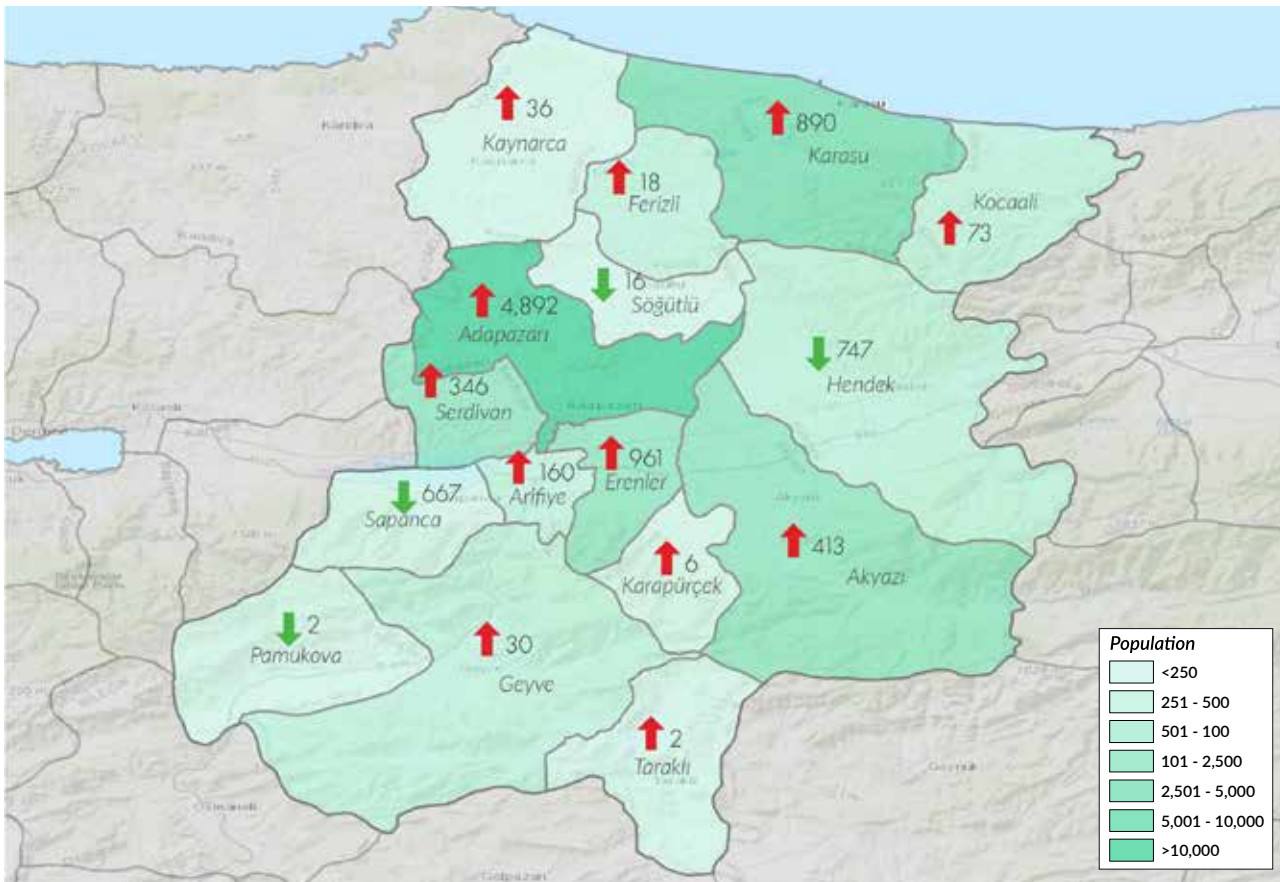 36
Kaynarca
890
Karasu
18
Ferizli
Kocaali
73
16
Söğütlü
4,892
Adapazarı
747
Hendek
346
Serdivan
961
Erenler
160
Arifiye
667
Sapanca
413
Akyazı
6
Karapürçek
2
Pamukova
30
Geyve
2
Taraklı
Population
<250
251 - 500
501 - 100
101 - 2,500
2,501 - 5,000
5,001 - 10,000
>10,000